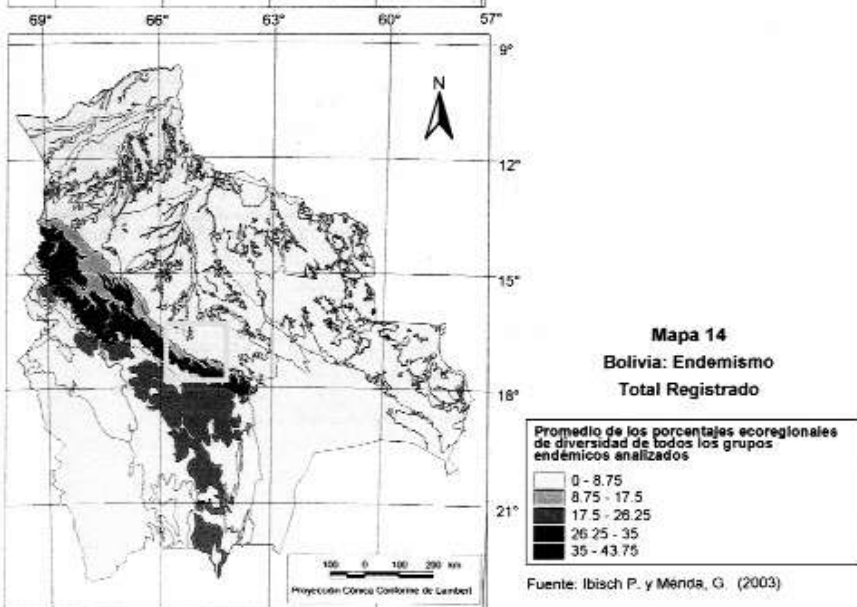 69° 66° 63° 60° 57°
9°
N
12°
15°
18°
21°
Mapa 14
Bolivia: Endemismo
Total Registrado
Promedio de los porcentajes ecoregionales
de diversidad de todos los grupos
endémicos analizados
0 - 8.75
8.75 - 17.5
17.5 - 26.25
26.25 - 35
35 - 43.75
100 0 100 200 km
Proyección Cónica Conforme de Lambert
Fuente: Ibisch P. y Mérida, G. (2003)